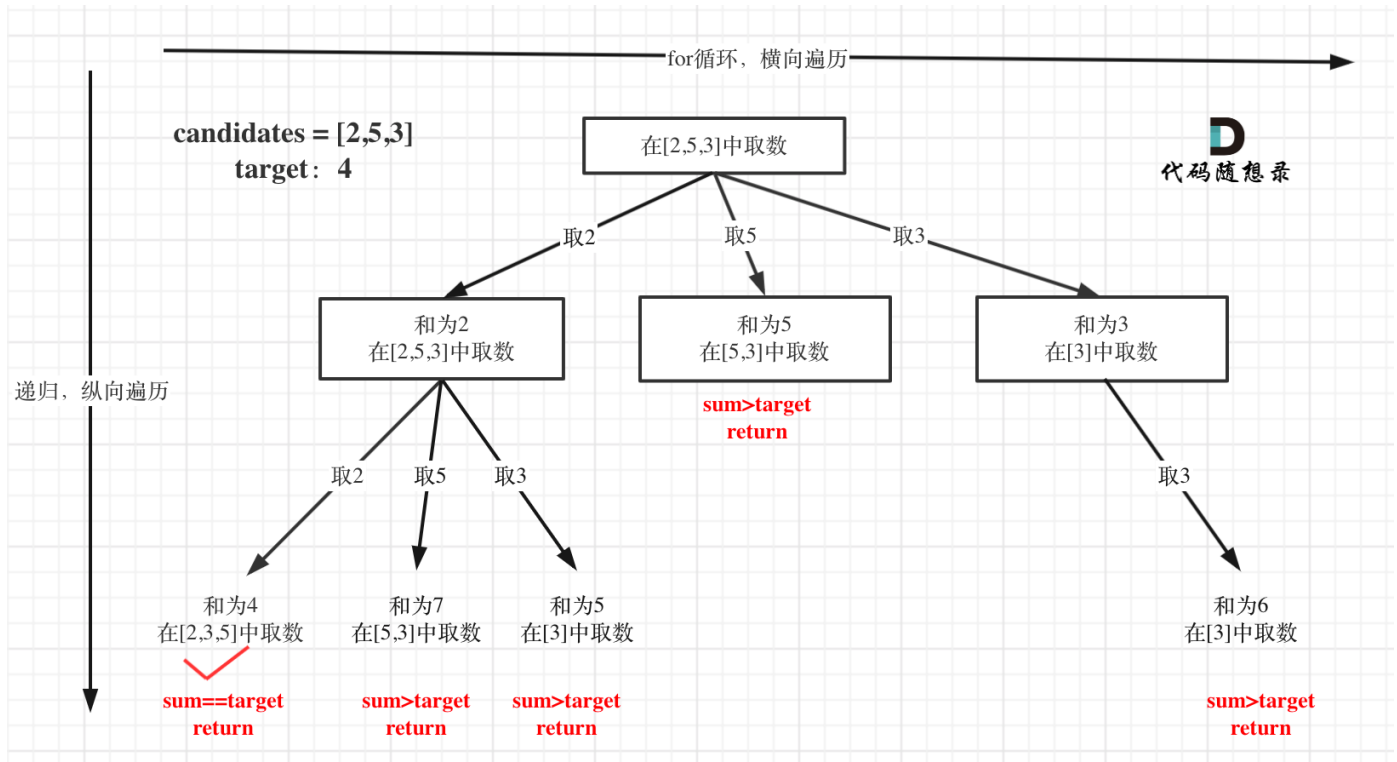 for循环，横向遍历
candidates = [2,5,3]
target：4
在[2,5,3]中取数
代码随想录
取2
取5
取3
和为2
在[2,5,3]中取数
和为5
在[5,3]中取数
和为3
在[3]中取数
递归，纵向遍历
sum>target
return
取2
取5
取3
取3
和为4
在[2,3,5]中取数
和为7
在[5,3]中取数
和为5
在[3]中取数
和为6
在[3]中取数
sum==target
return
sum>target
return
sum>target
return
sum>target
return